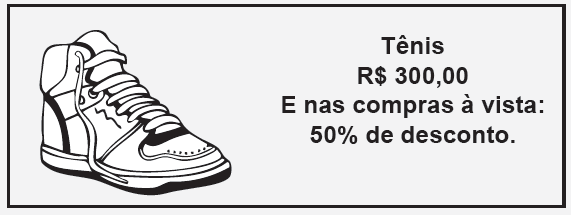 Tênis
R$ 300,00
E nas compras à vista:
50% de desconto.